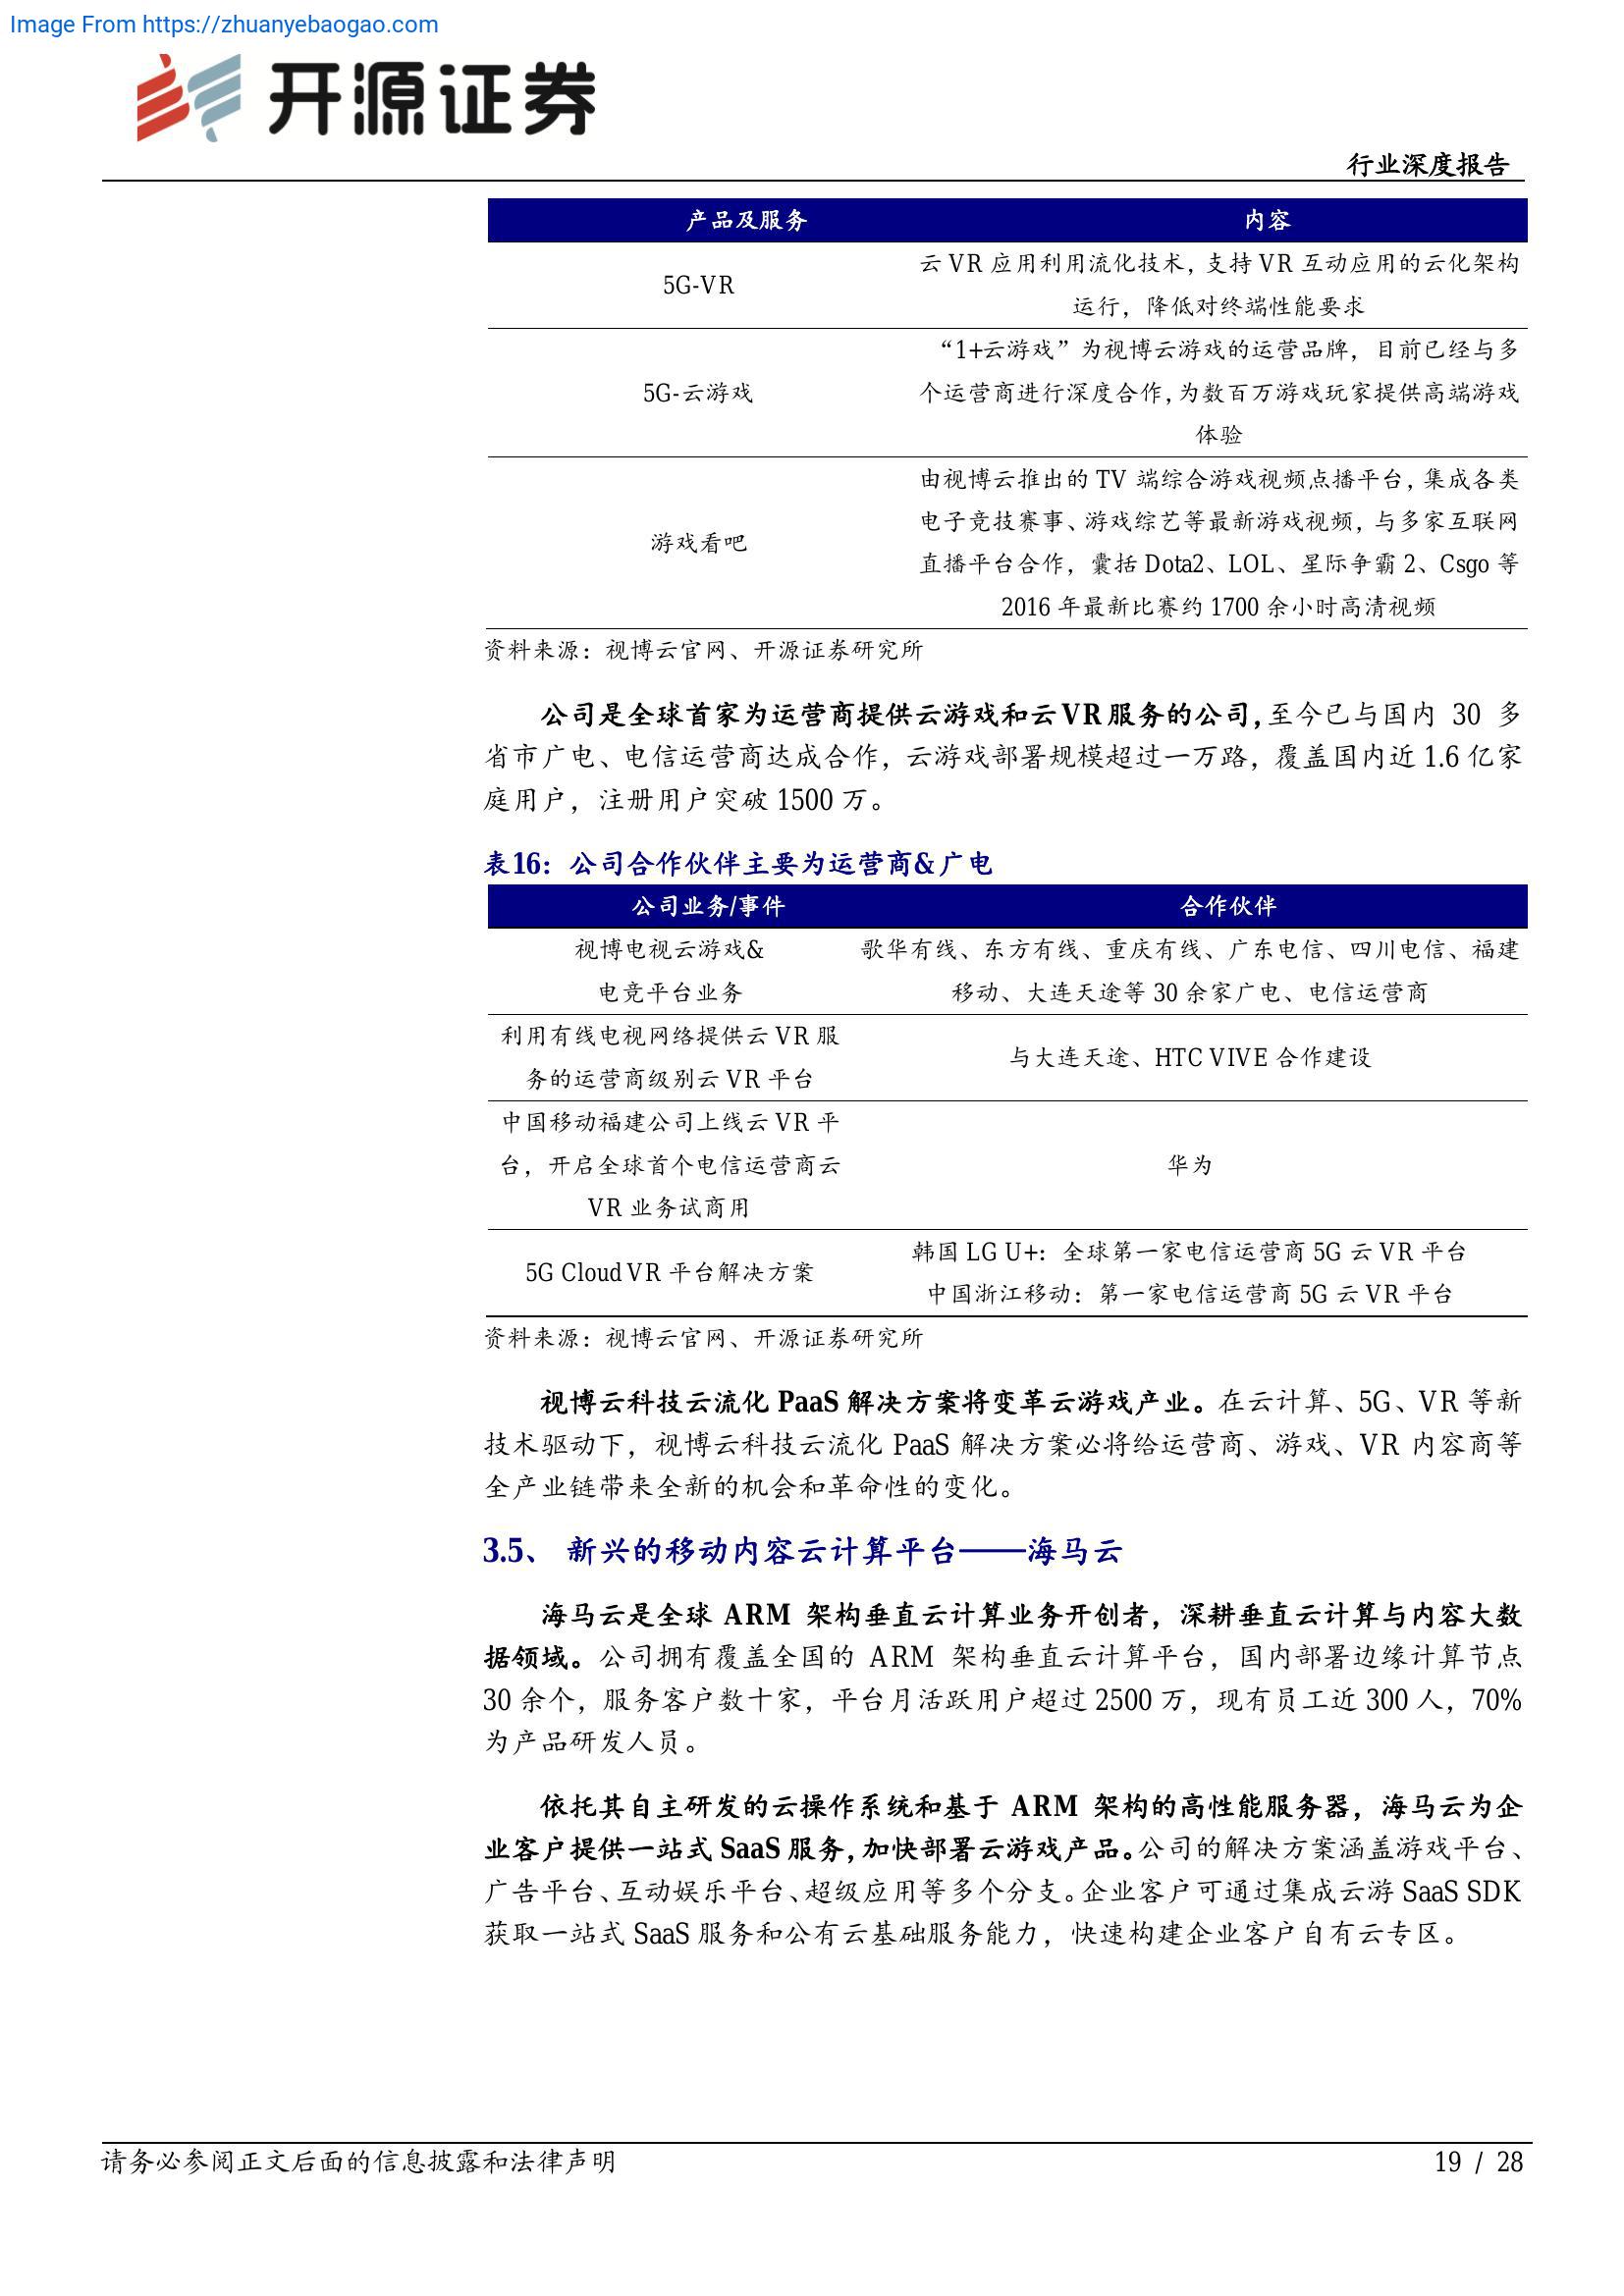 Image From https://zhuanyebaogao.com
开源证券
行业深度报告
产品及服务 内容
5G-VR
云 VR 应用利用流化技术，支持 VR 互动应用的云化架构
运行，降低对终端性能要求
5G-云游戏
“1+云游戏”为视博云游戏的运营品牌，目前已经与多
个运营商进行深度合作，为数百万游戏玩家提供高端游戏
体验
游戏看吧
由视博云推出的 TV 端综合游戏视频点播平台，集成各类
电子竞技赛事、游戏综艺等最新游戏视频，与多家互联网
直播平台合作，囊括 Dota2、LOL、星际争霸 2、Csgo 等
2016 年最新比赛约 1700 余小时高清视频
资料来源：视博云官网、开源证券研究所
公司是全球首家为运营商提供云游戏和云 VR 服务的公司，至今已与国内 30 多
省市广电、电信运营商达成合作，云游戏部署规模超过一万路，覆盖国内近 1.6 亿家
庭用户，注册用户突破 1500 万。
表16：公司合作伙伴主要为运营商&广电
公司业务/事件 合作伙伴
视博电视云游戏&
电竞平台业务
歌华有线、东方有线、重庆有线、广东电信、四川电信、福建
移动、大连天途等 30 余家广电、电信运营商
利用有线电视网络提供云 VR 服
务的运营商级别云 VR 平台
与大连天途、HTC VIVE 合作建设
中国移动福建公司上线云 VR 平
台，开启全球首个电信运营商云
VR 业务试商用
华为
5G Cloud VR 平台解决方案
韩国 LG U+：全球第一家电信运营商 5G 云 VR 平台
中国浙江移动：第一家电信运营商 5G 云 VR 平台
资料来源：视博云官网、开源证券研究所
视博云科技云流化 PaaS 解决方案将变革云游戏产业。在云计算、5G、VR 等新
技术驱动下，视博云科技云流化 PaaS 解决方案必将给运营商、游戏、VR 内容商等
全产业链带来全新的机会和革命性的变化。
3.5、 新兴的移动内容云计算平台——海马云
海马云是全球 ARM 架构垂直云计算业务开创者，深耕垂直云计算与内容大数
据领域。公司拥有覆盖全国的 ARM 架构垂直云计算平台，国内部署边缘计算节点
30 余个，服务客户数十家，平台月活跃用户超过 2500 万，现有员工近 300 人，70%
为产品研发人员。
依托其自主研发的云操作系统和基于 ARM 架构的高性能服务器，海马云为企
业客户提供一站式 SaaS 服务，加快部署云游戏产品。公司的解决方案涵盖游戏平台、
广告平台、互动娱乐平台、超级应用等多个分支。企业客户可通过集成云游 SaaS SDK
获取一站式 SaaS 服务和公有云基础服务能力，快速构建企业客户自有云专区。
请务必参阅正文后面的信息披露和法律声明 19 / 28